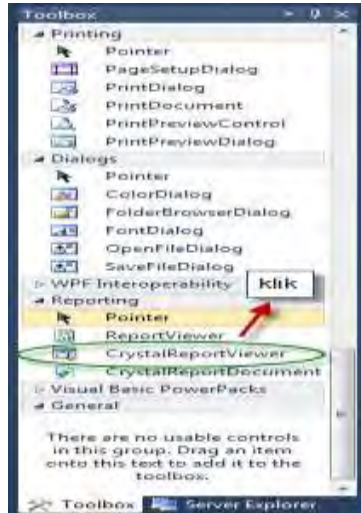 Toolbox
Printing
Pointer
PageSetupDialog
PrintDialog
PrintDocument
PrintPreviewControl
PrintPreviewDialog
Dialogs
Pointer
ColorDialog
FolderBrowserDialog
FontDialog
OpenFileDialog
SaveFileDialog
WPF Interoperability
klik
Reporting
Pointer
ReportViewer
CrystalReportViewer
CrystalReportDocument
Visual Basic PowerPacks
General
There are no usable controls
in this group. Drag an item
onto this text to add it to the
toolbox.
Toolbox Server Explorer